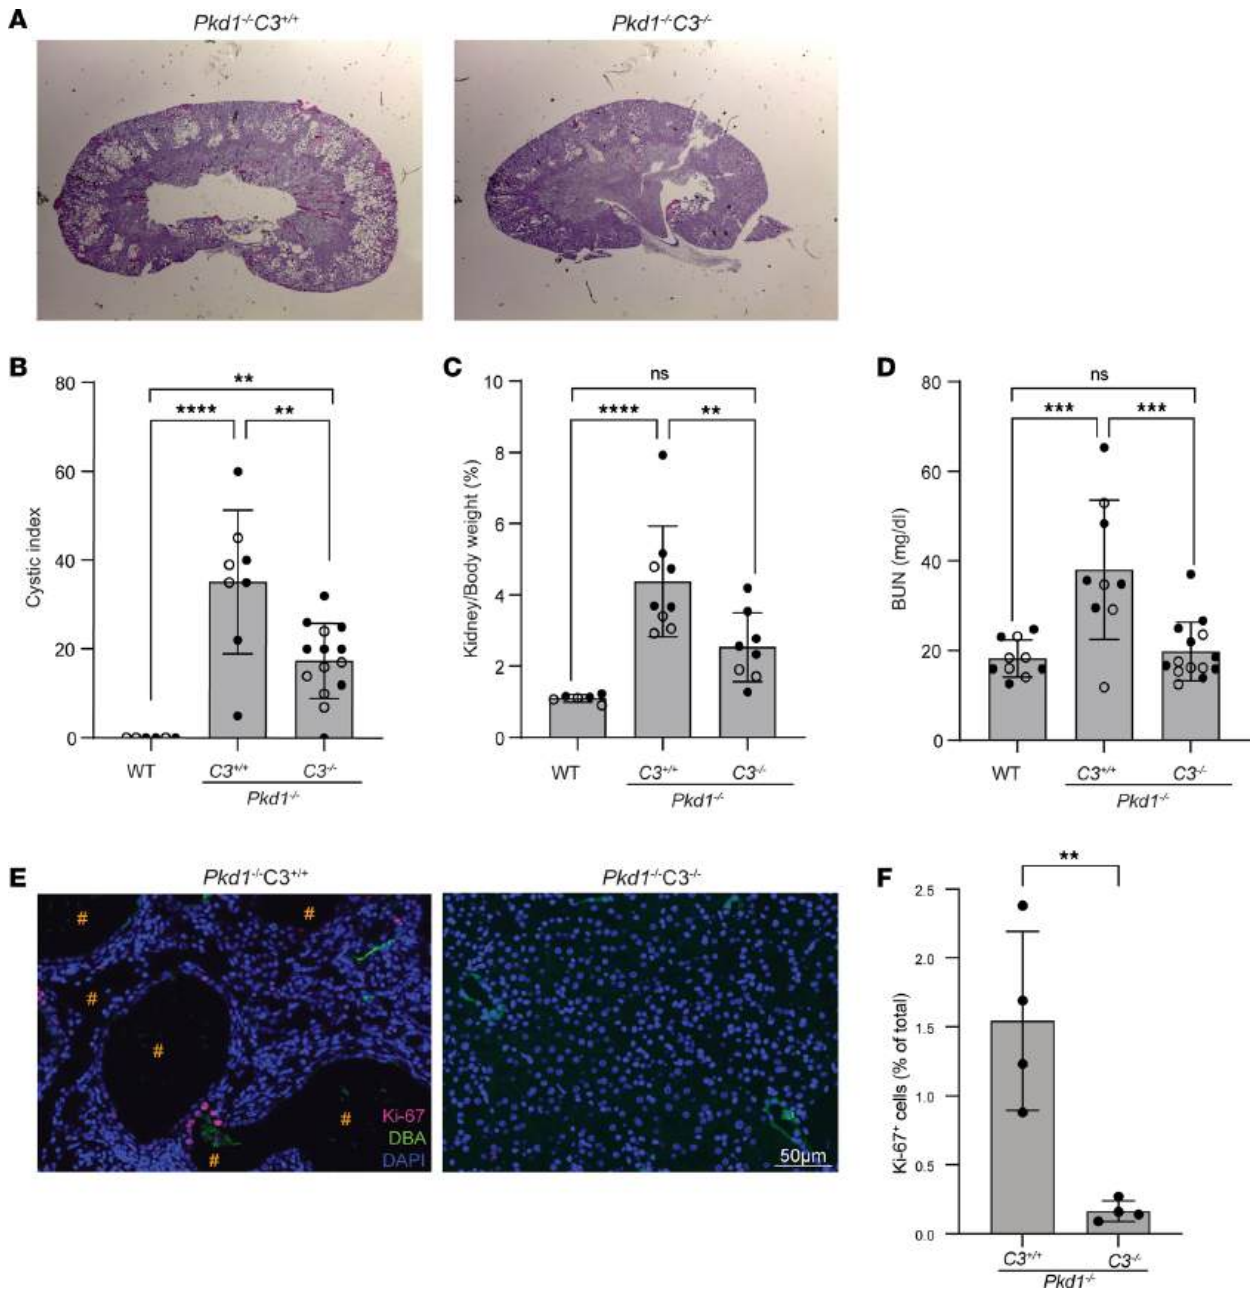 A
Pkd1-/-C3+/+
Pkd1-/-C3-/-
B
**
****
**
Cystic index
80
60
40
20
0
WT
C3+/+
C3-/-
Pkd1-/-
C
ns
****
**
Kidney/Body weight (%)
10
8
6
4
2
0
WT
C3+/+
C3-/-
Pkd1-/-
D
ns
***
***
BUN (mg/dl)
80
60
40
20
0
WT
C3+/+
C3-/-
Pkd1-/-
E
Pkd1-/-C3+/+
Pkd1-/-C3-/-
#
#
#
#
#
#
Ki-67
DBA
DAPI
50µm
F
**
Ki-67+ cells (% of total)
2.5
2.0
1.5
1.0
0.5
0.0
C3+/+
C3-/-
Pkd1-/-